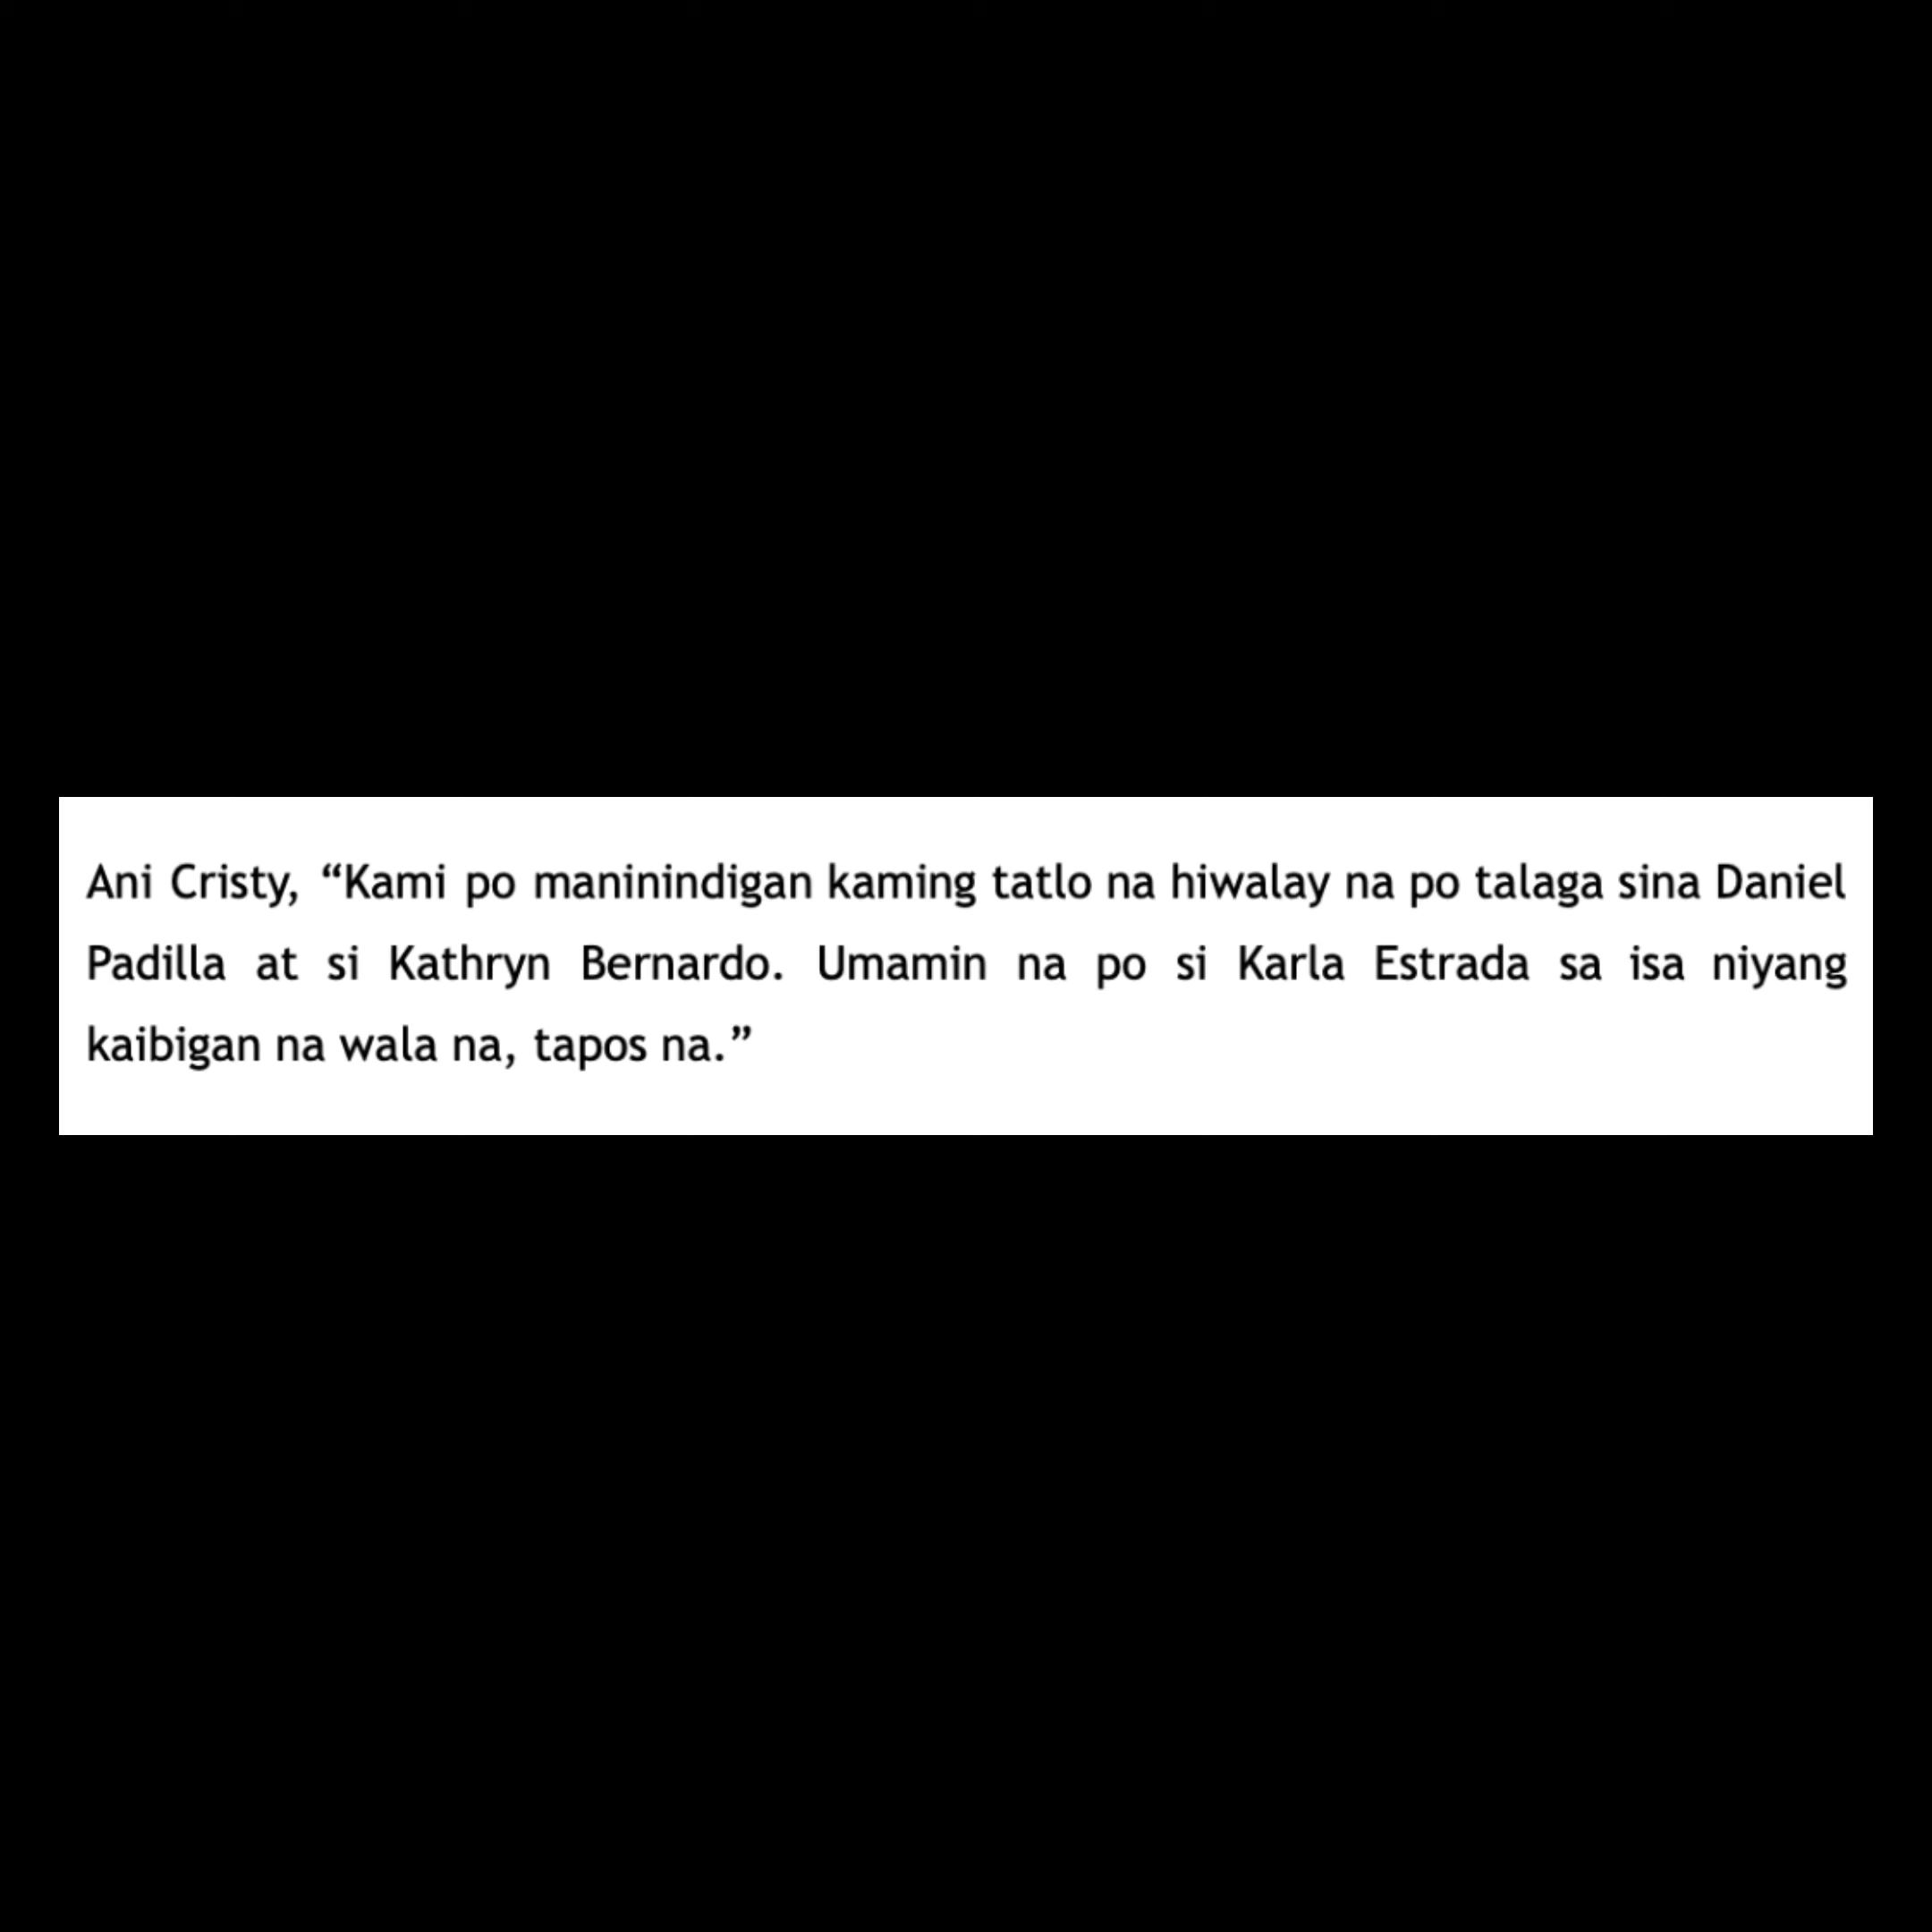 Ani Cristy, “Kami po maninindigan kaming tatlo na hiwalay na po talaga sina Daniel
Padilla at si Kathryn Bernardo. Umamin na po si Karla Estrada sa isa niyang
kaibigan na wala na, tapos na.”